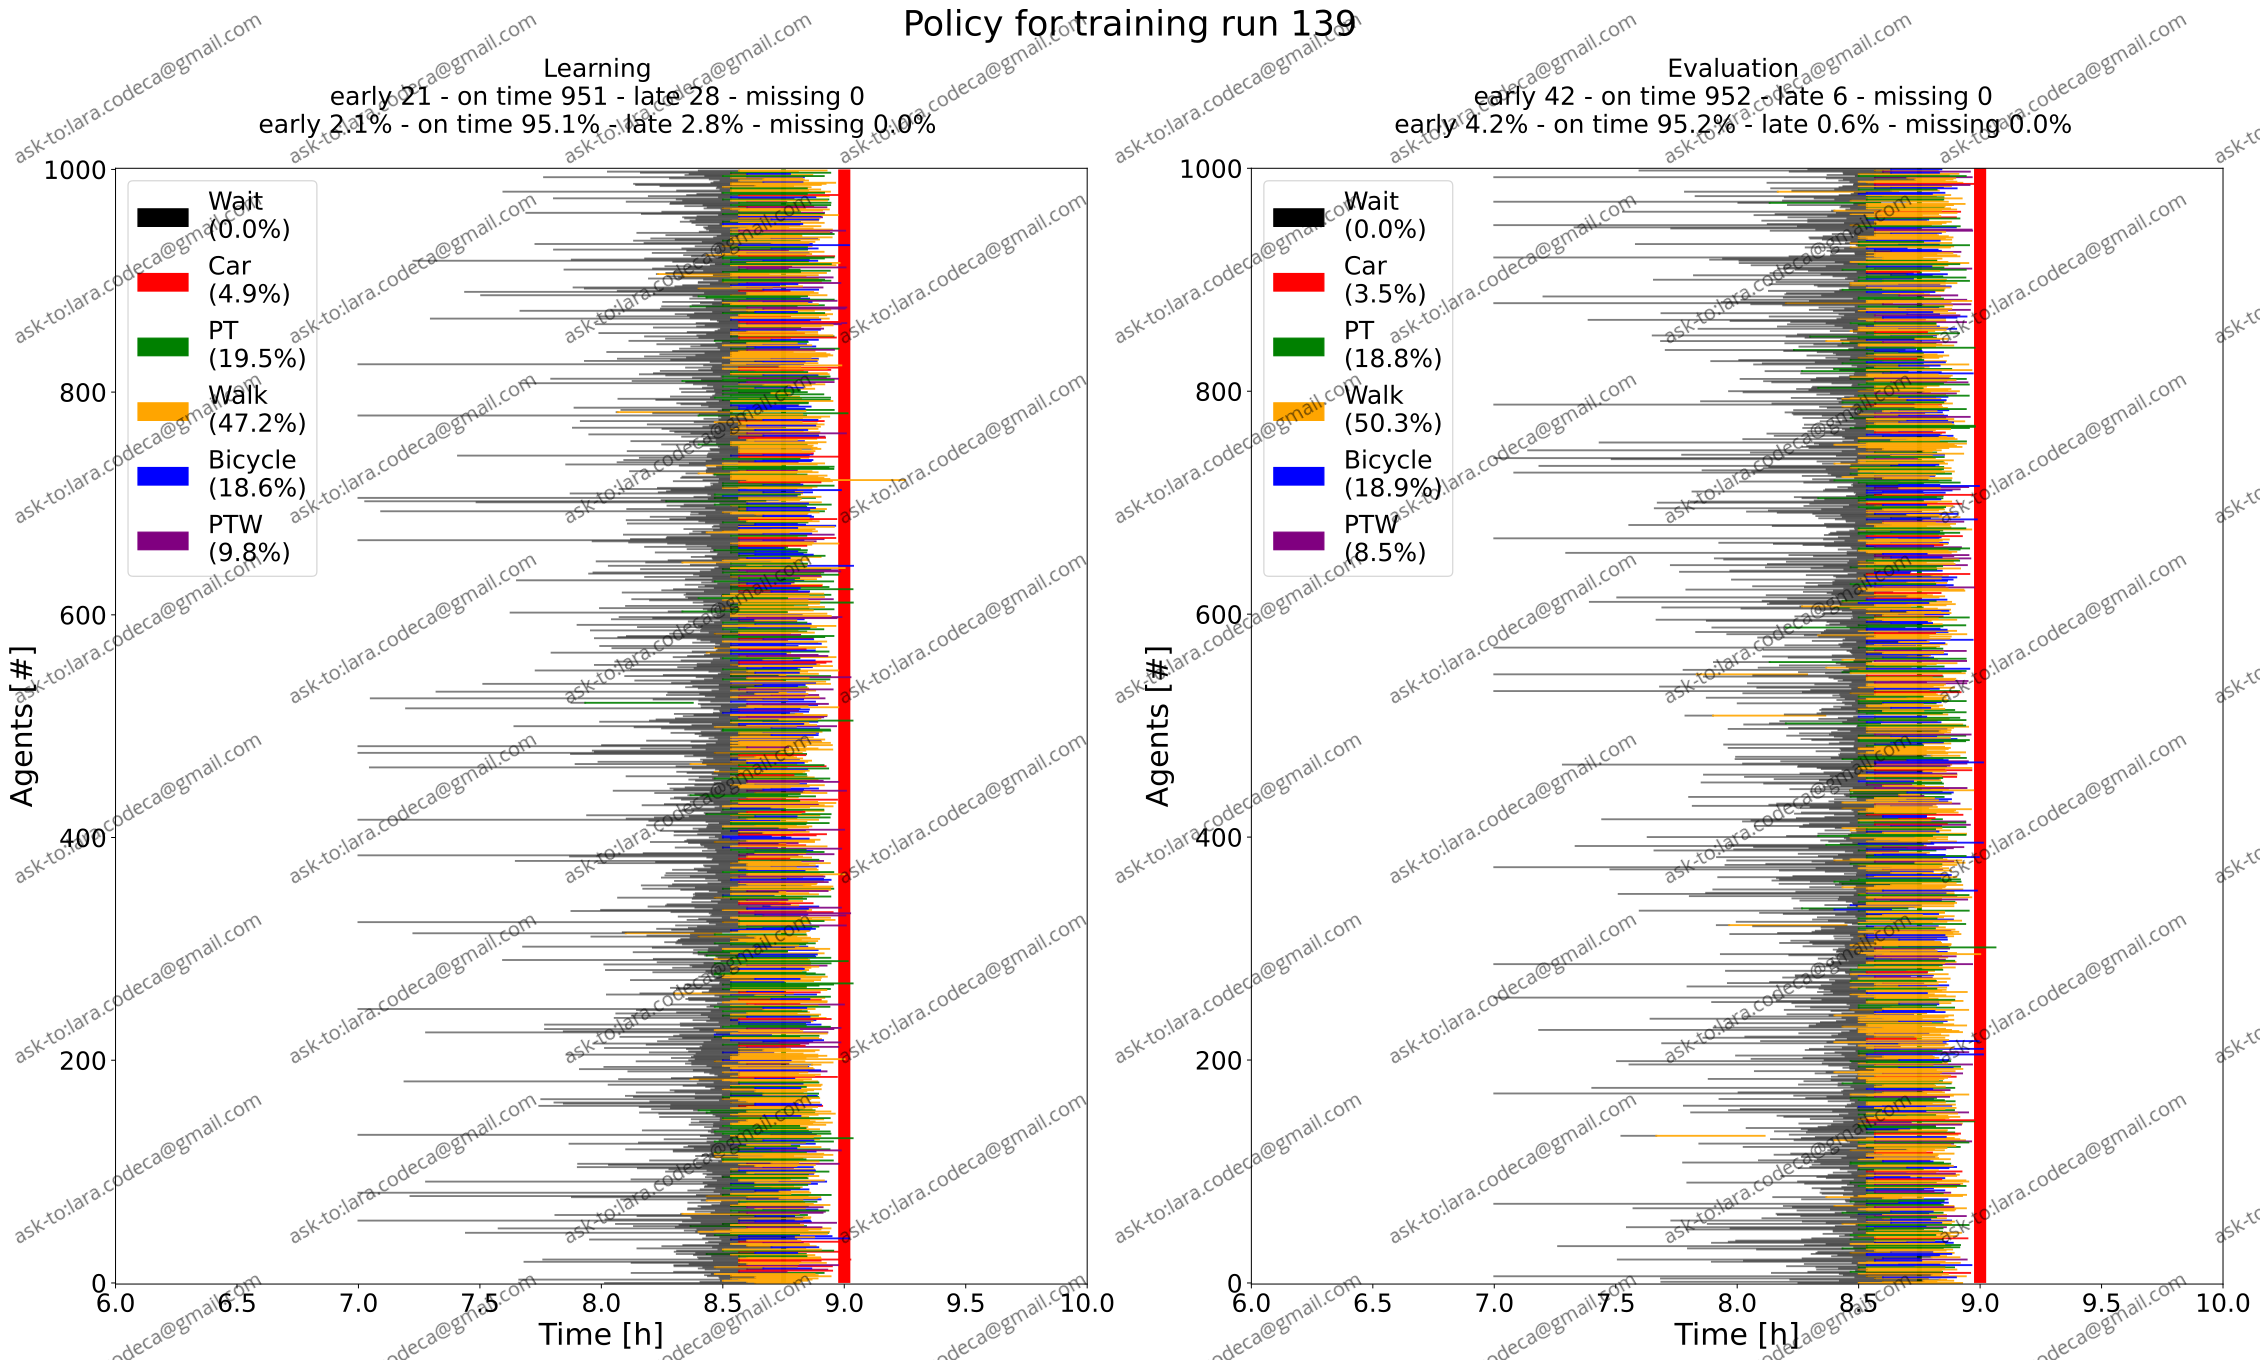 Policy for training run 139
Learning
early 21 - on time 951 - late 28 - missing 0
early 2.1% - on time 95.1% - late 2.8% - missing 0.0%
Agents [#]
1000
800
600
400
200
0
Wait
(0.0%)
Car
(4.9%)
PT
(19.5%)
Walk
(47.2%)
Bicycle
(18.6%)
PTW
(9.8%)
6.0 6.5 7.0 7.5 8.0 8.5 9.0 9.5 10.0
Time [h]
Evaluation
early 42 - on time 952 - late 6 - missing 0
early 4.2% - on time 95.2% - late 0.6% - missing 0.0%
Agents [#]
1000
800
600
400
200
0
Wait
(0.0%)
Car
(3.5%)
PT
(18.8%)
Walk
(50.3%)
Bicycle
(18.9%)
PTW
(8.5%)
6.0 6.5 7.0 7.5 8.0 8.5 9.0 9.5 10.0
Time [h]
ask-to:lara.codeca@gmail.com